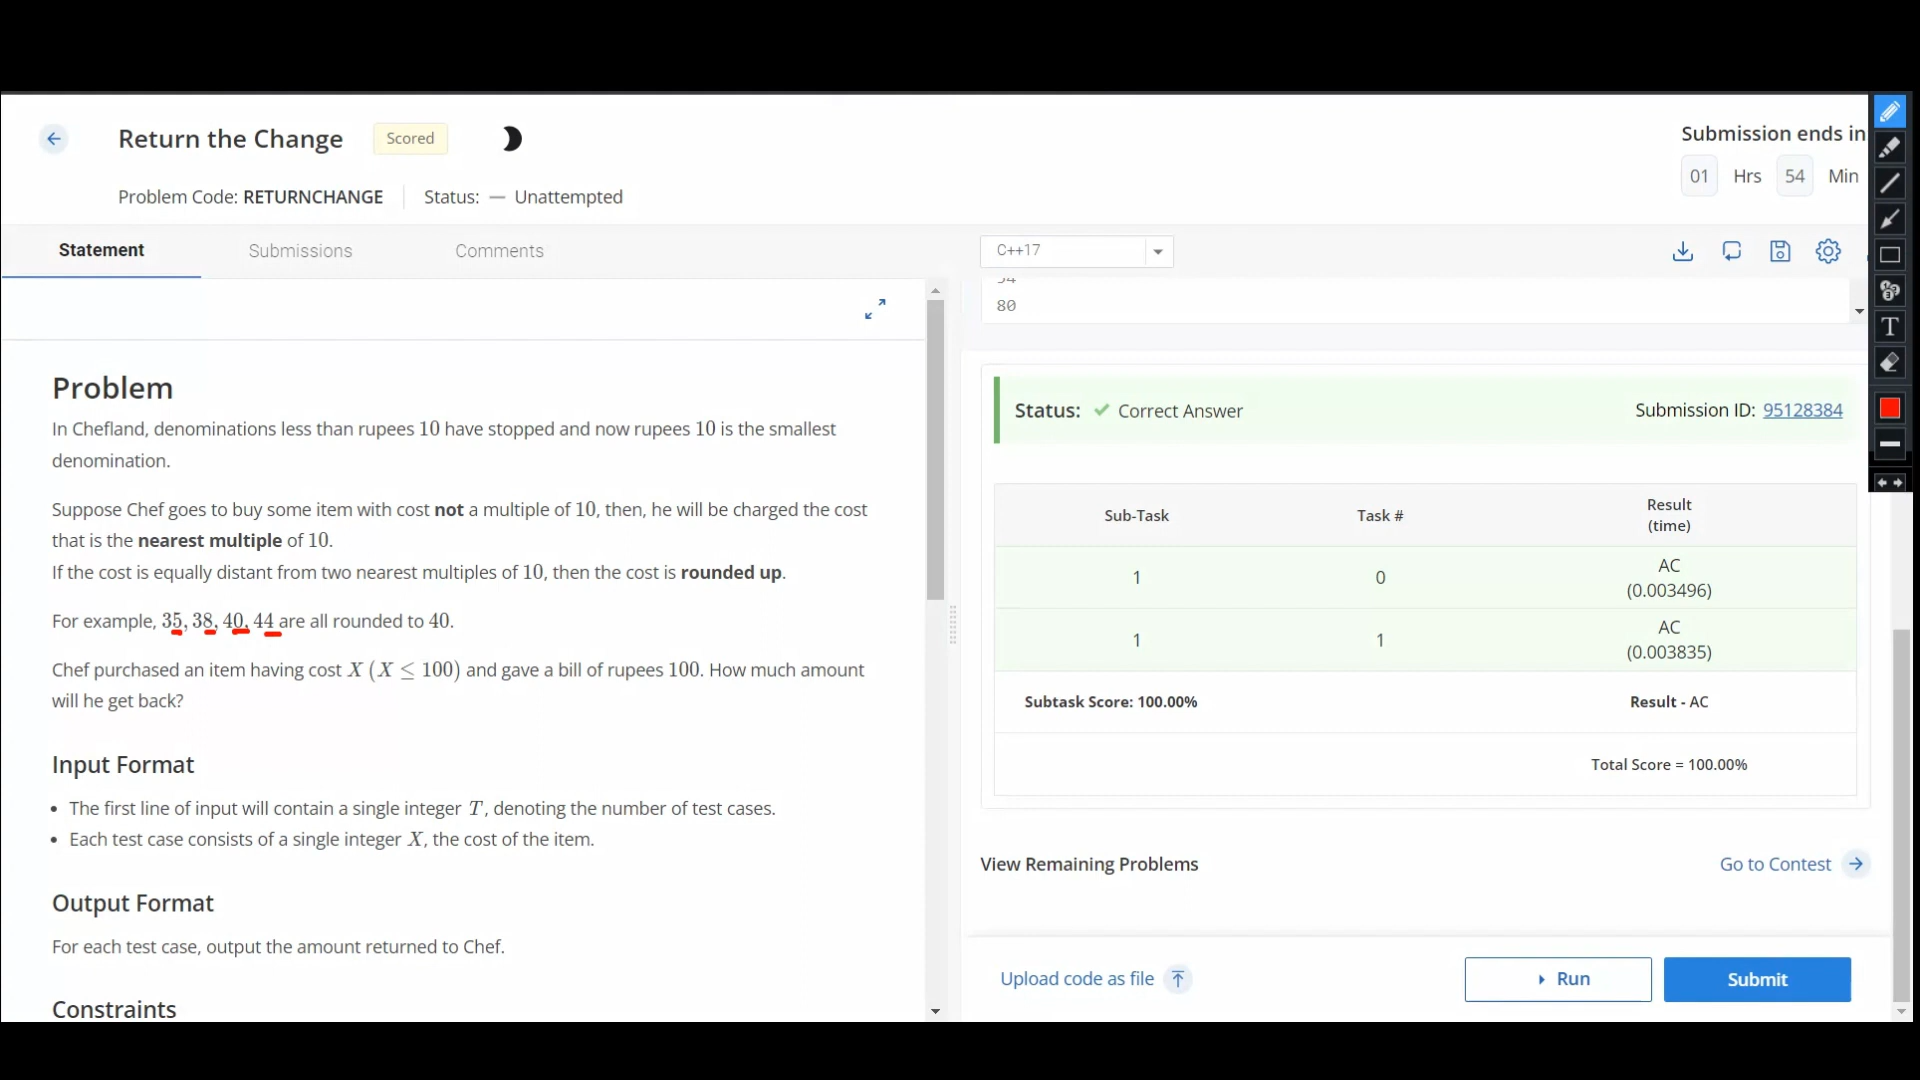 Return the Change
Scored
Submission ends in
01 Hrs 54 Min
Problem Code: RETURNCHANGE
Status: — Unattempted
Statement
Submissions
Comments
C++17
80
Problem
In Chefland, denominations less than rupees 10 have stopped and now rupees 10 is the smallest
denomination.
Suppose Chef goes to buy some item with cost not a multiple of 10, then, he will be charged the cost
that is the nearest multiple of 10.
If the cost is equally distant from two nearest multiples of 10, then the cost is rounded up.
For example, 35, 38, 40, 44 are all rounded to 40.
Chef purchased an item having cost X (X ≤ 100) and gave a bill of rupees 100. How much amount
will he get back?
Input Format
• The first line of input will contain a single integer T, denoting the number of test cases.
• Each test case consists of a single integer X, the cost of the item.
Output Format
For each test case, output the amount returned to Chef.
Constraints
Status: ✓ Correct Answer
Submission ID: 95128384
Sub-Task Task # Result
(time)
1 0 AC
(0.003496)
1 1 AC
(0.003835)
Subtask Score: 100.00% Result - AC
Total Score = 100.00%
View Remaining Problems
Go to Contest
Upload code as file
Run
Submit
T